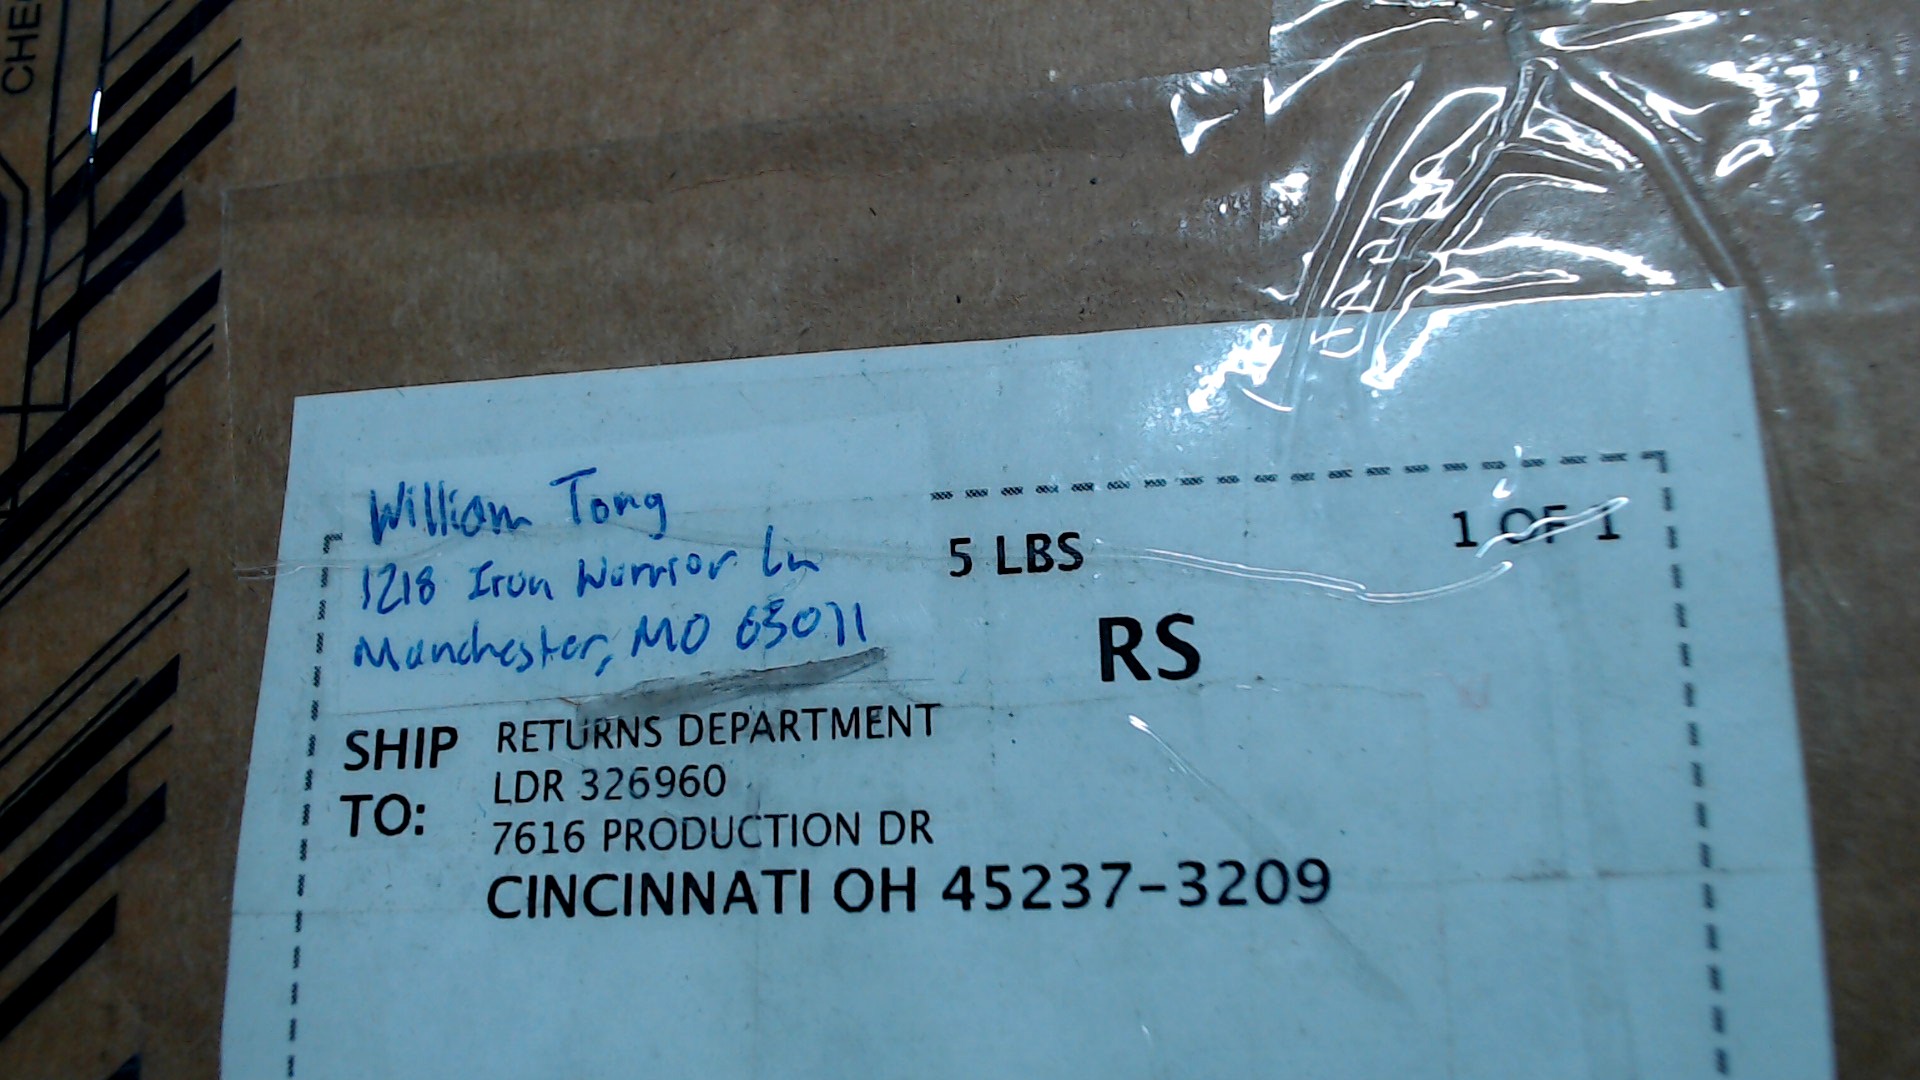 CHE
William Tong
1218 Iron Warrior Ln
Manchester, MO 63011
5 LBS
1 OF 1
RS
SHIP TO:
RETURNS DEPARTMENT
LDR 326960
7616 PRODUCTION DR
CINCINNATI OH 45237-3209